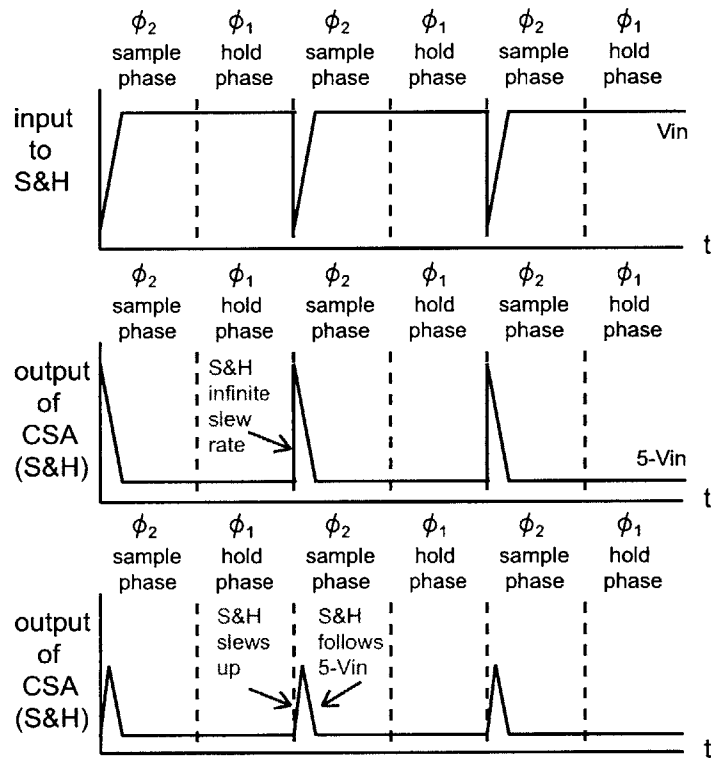 ϕ2 ϕ1 ϕ2 ϕ1 ϕ2 ϕ1
sample hold sample hold sample hold
phase phase phase phase phase phase
input
to
S&H
Vin
t
ϕ2 ϕ1 ϕ2 ϕ1 ϕ2 ϕ1
sample hold sample hold sample hold
phase phase phase phase phase phase
output
of
CSA
(S&H)
S&H
infinite
slew
rate
5-Vin
t
ϕ2 ϕ1 ϕ2 ϕ1 ϕ2 ϕ1
sample hold sample hold sample hold
phase phase phase phase phase phase
output
of
CSA
(S&H)
S&H
slews
up
S&H
follows
5-Vin
t